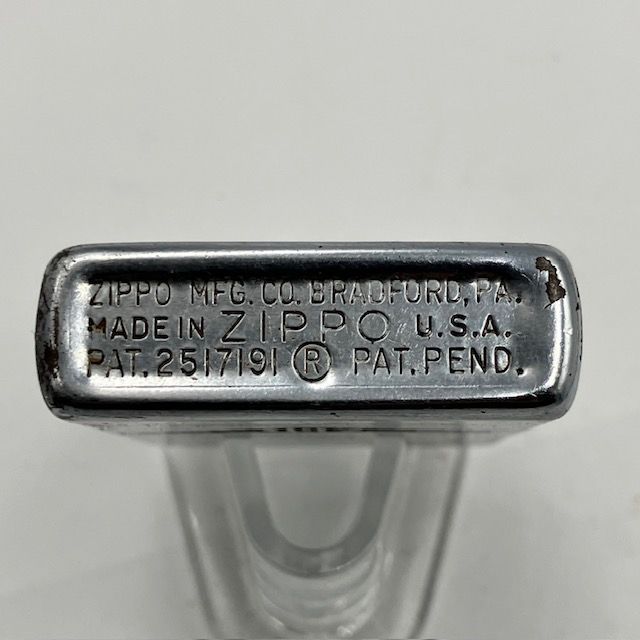 ZIPPO MFG. CO. BRADFORD, PA.
MADE IN ZIPPO U.S.A.
PAT. 2517191 ® PAT. PEND.